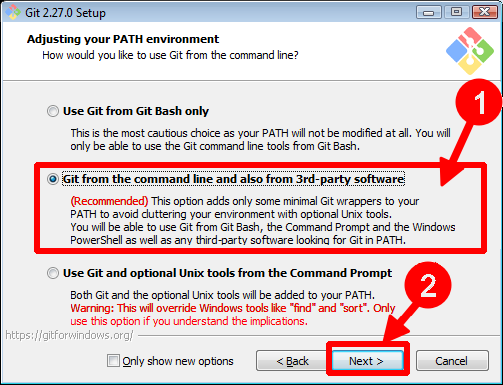 Git 2.27.0 Setup
Adjusting your PATH environment
How would you like to use Git from the command line?
1
Use Git from Git Bash only
This is the most cautious choice as your PATH will not be modified at all. You will
only be able to use the Git command line tools from Git Bash.
Git from the command line and also from 3rd-party software
(Recommended) This option adds only some minimal Git wrappers to your
PATH to avoid cluttering your environment with optional Unix tools.
You will be able to use Git from Git Bash, the Command Prompt and the Windows
PowerShell as well as any third-party software looking for Git in PATH.
Use Git and optional Unix tools from the Command Prompt
Both Git and the optional Unix tools will be added to your PATH.
Warning: This will override Windows tools like "find" and "sort". Only
use this option if you understand the implications.
2
https://gitforwindows.org/
Only show new options
< Back
Next >
Cancel